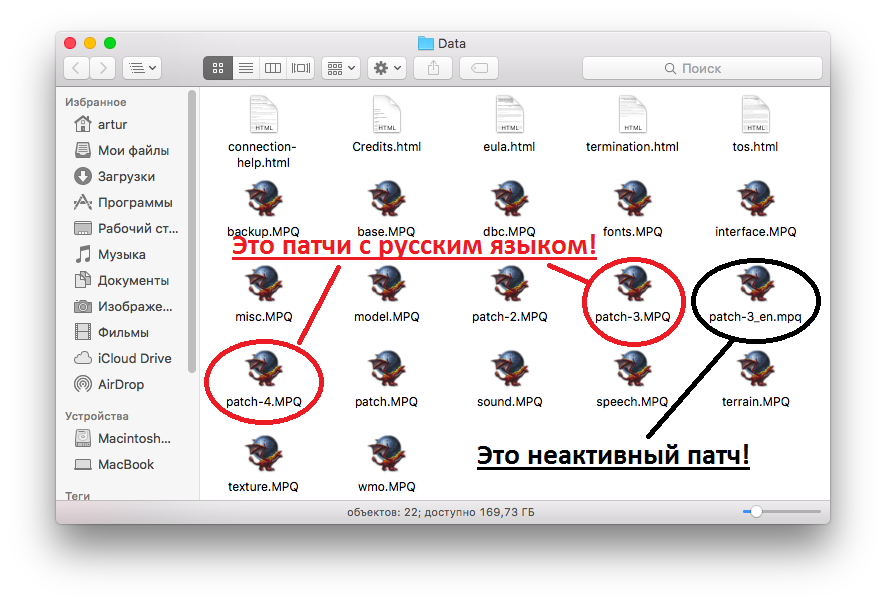 Data
Поиск
Избранное
artur
Мои файлы
Загрузки
Программы
Рабочий ст...
Музыка
Документы
Изображе...
Фильмы
iCloud Drive
AirDrop
Устройства
Macintosh...
MacBook
Теги
HTML HTML HTML HTML HTML
connection-help.html Credits.html eula.html termination.html tos.html
backup.MPQ base.MPQ dbc.MPQ fonts.MPQ interface.MPQ
Это патчи с русским языком!
misc.MPQ model.MPQ patch-2.MPQ patch-3.MPQ patch-3_en.mpq
patch-4.MPQ patch.MPQ sound.MPQ speech.MPQ terrain.MPQ
Это неактивный патч!
texture.MPQ wmo.MPQ
объектов: 22; доступно 169,73 ГБ